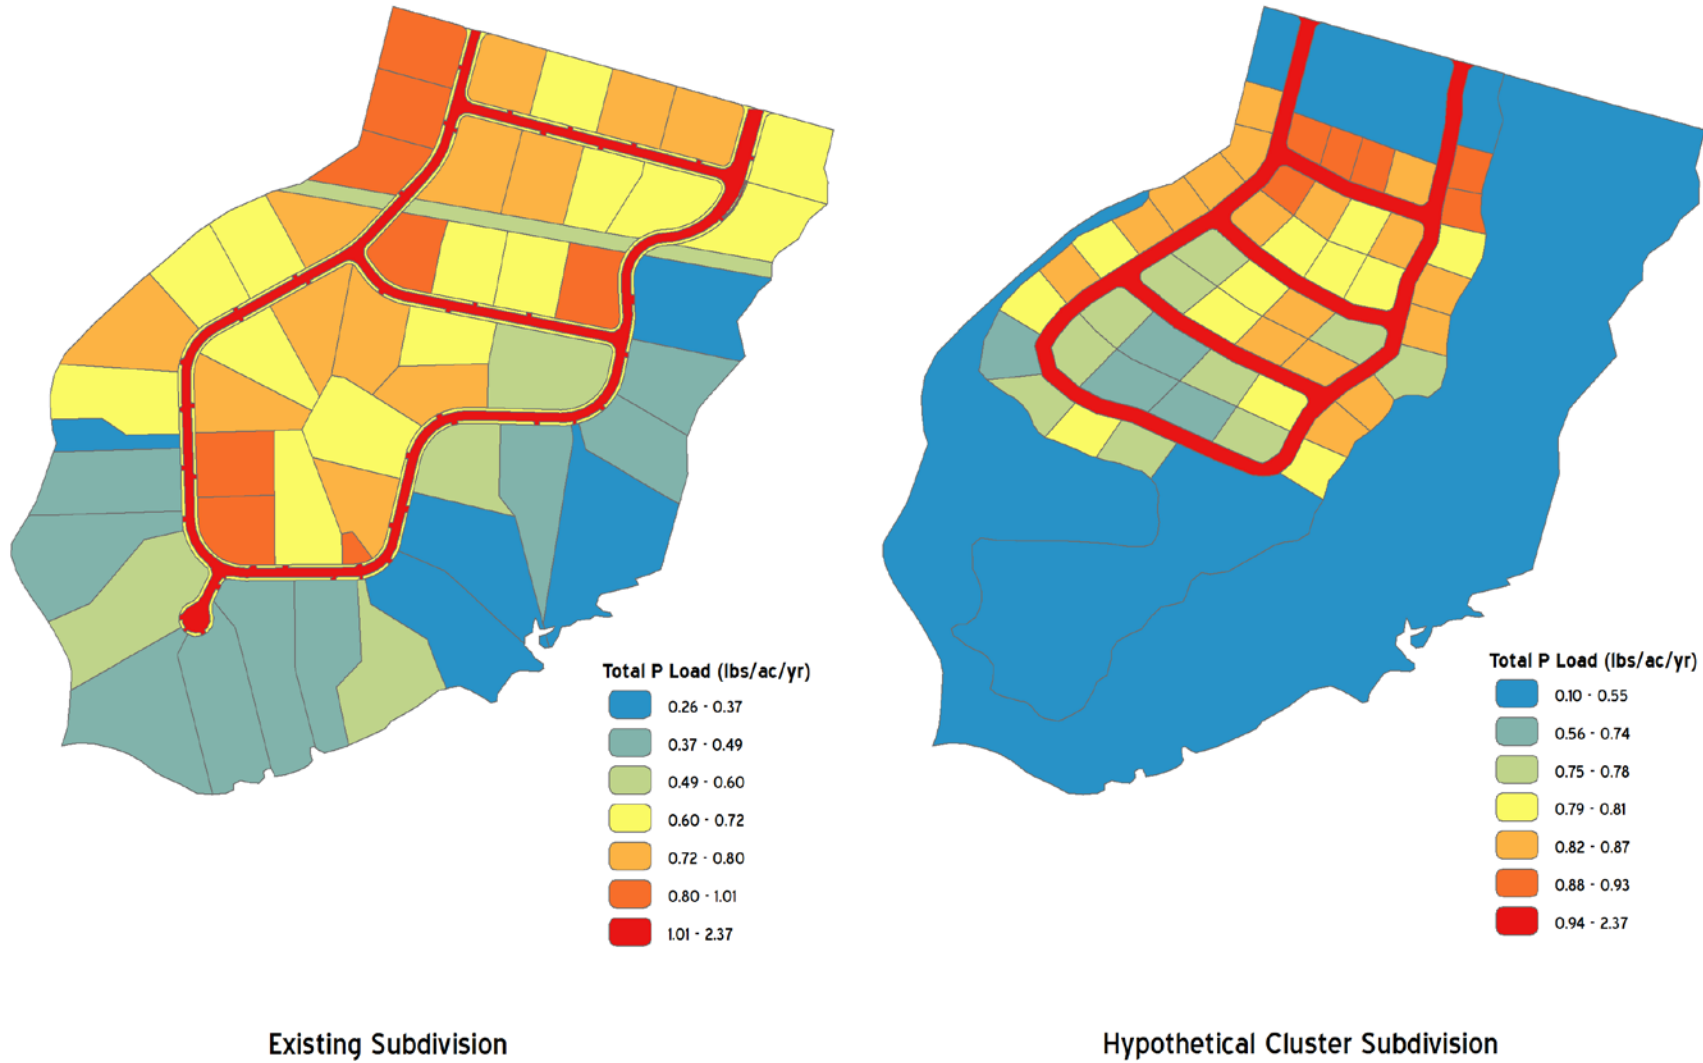 Total P Load (lbs/ac/yr)
0.26 - 0.37
0.37 - 0.49
0.49 - 0.60
0.60 - 0.72
0.72 - 0.80
0.80 - 1.01
1.01 - 2.37
Total P Load (lbs/ac/yr)
0.10 - 0.55
0.56 - 0.74
0.75 - 0.78
0.79 - 0.81
0.82 - 0.87
0.88 - 0.93
0.94 - 2.37
Existing Subdivision
Hypothetical Cluster Subdivision